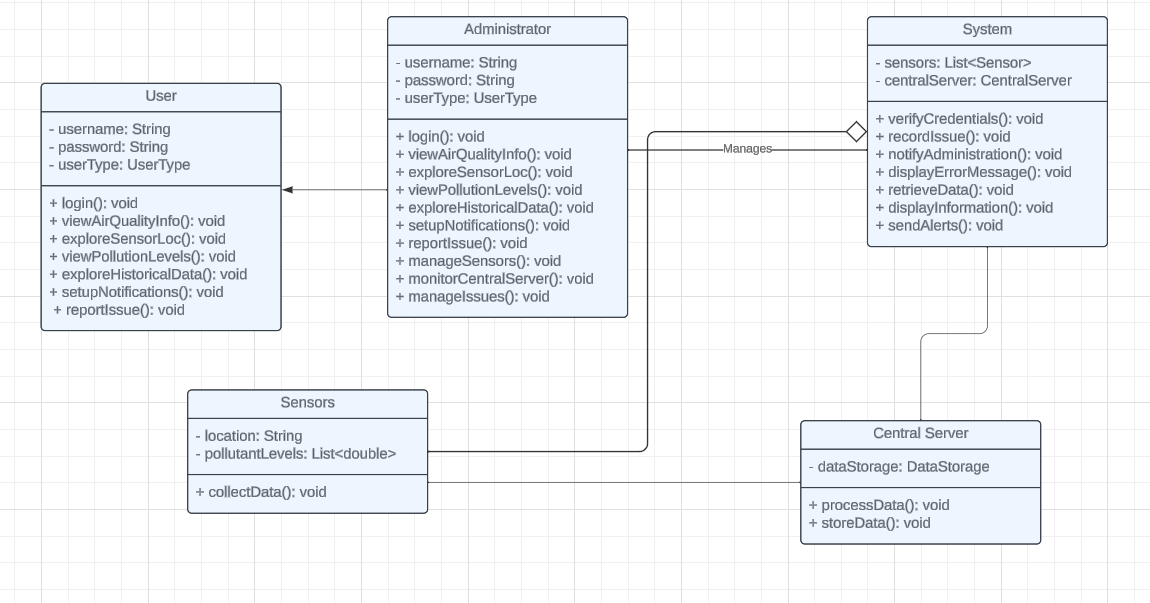 User
- username: String
- password: String
- userType: UserType
+ login(): void
+ viewAirQualityInfo(): void
+ exploreSensorLoc(): void
+ viewPollutionLevels(): void
+ exploreHistoricalData(): void
+ setupNotifications(): void
+ reportIssue(): void
Administrator
- username: String
- password: String
- userType: UserType
+ login(): void
+ viewAirQualityInfo(): void
+ exploreSensorLoc(): void
+ viewPollutionLevels(): void
+ exploreHistoricalData(): void
+ setupNotifications(): void
+ reportIssue(): void
+ manageSensors(): void
+ monitorCentralServer(): void
+ manageIssues(): void
Manages
System
- sensors: List<Sensor>
- centralServer: CentralServer
+ verifyCredentials(): void
+ recordIssue(): void
+ notifyAdministration(): void
+ displayErrorMessage(): void
+ retrieveData(): void
+ displayInformation(): void
+ sendAlerts(): void
Sensors
- location: String
- pollutantLevels: List<double>
+ collectData(): void
Central Server
- dataStorage: DataStorage
+ processData(): void
+ storeData(): void